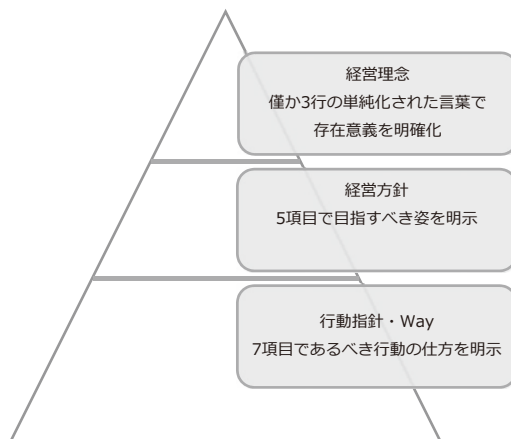 経営理念
僅か3行の単純化された言葉で
存在意義を明確化
経営方針
5項目で目指すべき姿を明示
行動指針・Way
7項目であるべき行動の仕方を明示